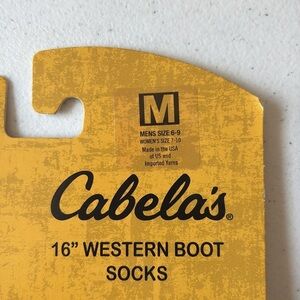 M
MENS SIZE 6-9
WOMEN'S SIZE 7-10
Made in the USA
of US and
Imported Yarns
Cabela's®
16" WESTERN BOOT
SOCKS